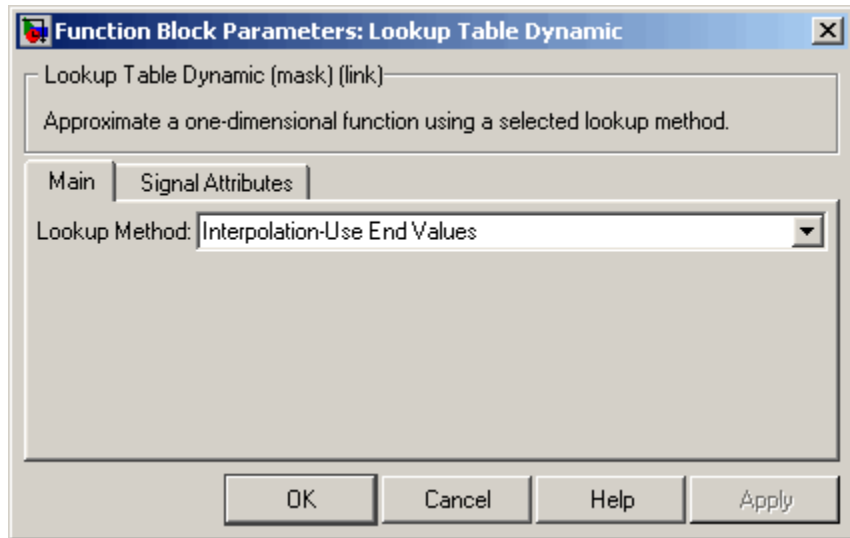 Function Block Parameters: Lookup Table Dynamic
Lookup Table Dynamic (mask) (link)
Approximate a one-dimensional function using a selected lookup method.
Main Signal Attributes
Lookup Method: Interpolation-Use End Values
OK Cancel Help Apply